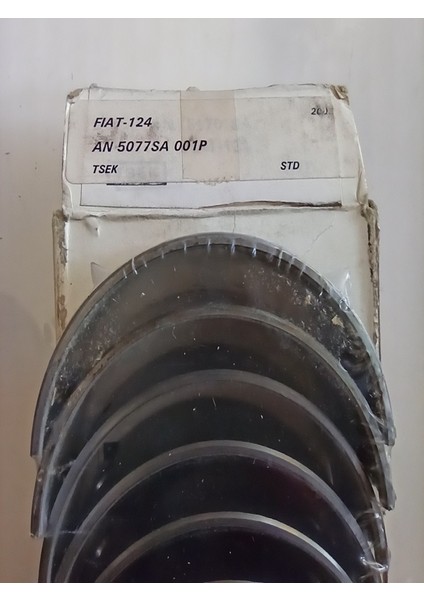 FIAT-124
AN 5077SA 001P
TSEK
STD